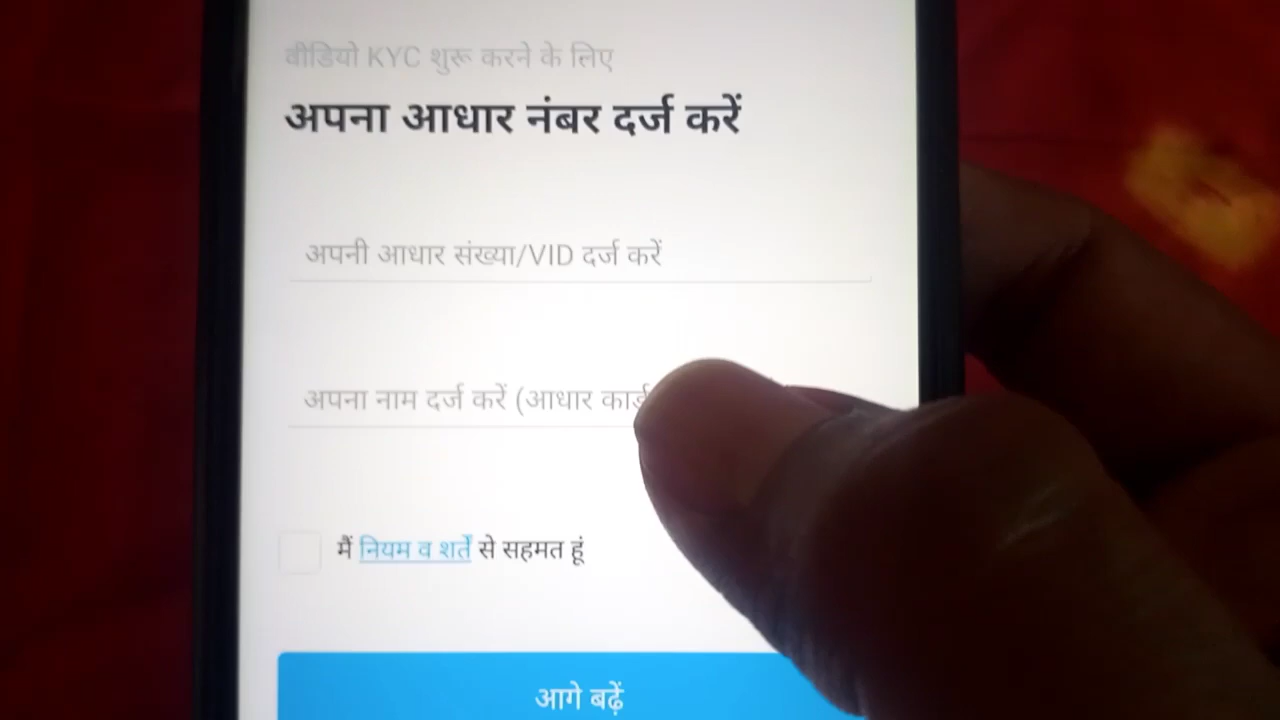 वीडियो KYC शुरू करने के लिए
अपना आधार नंबर दर्ज करें
अपनी आधार संख्या/VID दर्ज करें
अपना नाम दर्ज करें (आधार कार्ड
मैं नियम व शर्तें से सहमत हूं
आगे बढ़ें